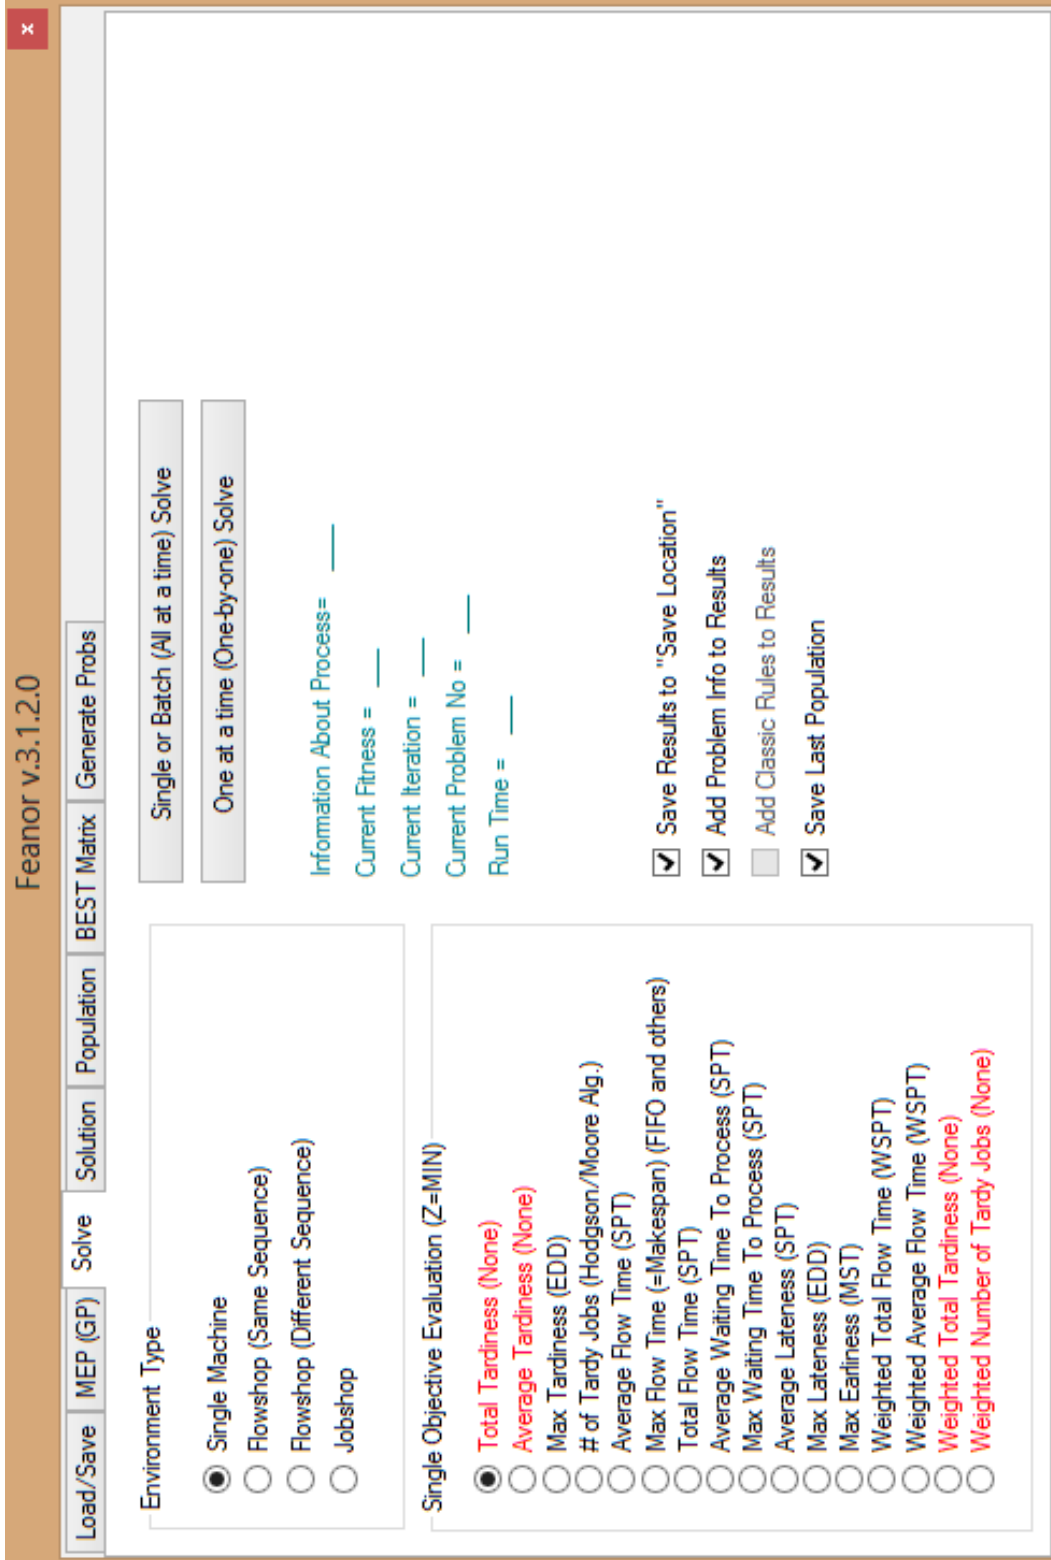 Feanor v.3.1.2.0
x
Load/Save
MEP (GP)
Solve
Solution
Population
BEST Matrix
Generate Probs
Environment Type
Single Machine
Flowshop (Same Sequence)
Flowshop (Different Sequence)
Jobshop
Single Objective Evaluation (Z=MIN)
Total Tardiness (None)
Average Tardiness (None)
Max Tardiness (EDD)
# of Tardy Jobs (Hodgson/Moore Alg.)
Average Flow Time (SPT)
Max Flow Time (=Makespan) (FIFO and others)
Total Flow Time (SPT)
Average Waiting Time To Process (SPT)
Max Waiting Time To Process (SPT)
Average Lateness (SPT)
Max Lateness (EDD)
Max Earliness (MST)
Weighted Total Flow Time (WSPT)
Weighted Average Flow Time (WSPT)
Weighted Total Tardiness (None)
Weighted Number of Tardy Jobs (None)
Single or Batch (All at a time) Solve
One at a time (One-by-one) Solve
Information About Process= ___
Current Fitness = ___
Current Iteration = ___
Current Problem No = ___
Run Time = ___
Save Results to "Save Location"
Add Problem Info to Results
Add Classic Rules to Results
Save Last Population